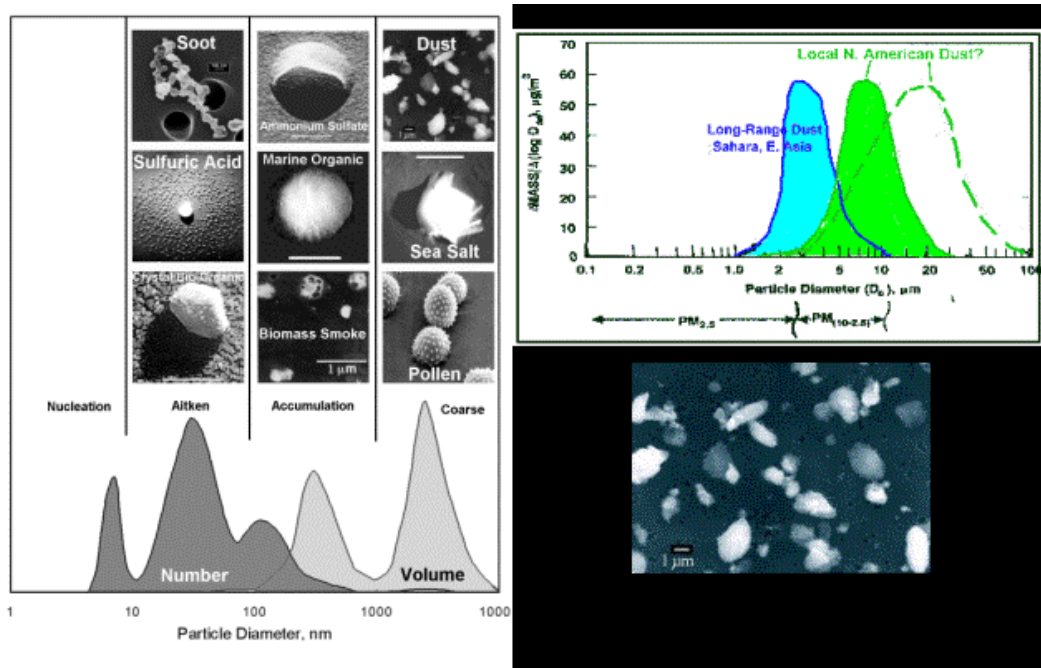 Soot
Ammonium Sulfate
Dust
Sulfuric Acid
Marine Organic
Sea Salt
Biomass Smoke
1 μm
Pollen
Nucleation
Aitken
Accumulation
Coarse
Number
Volume
1
10
100
1000
1000
Particle Diameter, nm
Local N. American Dust?
Long-Range Dust
Sahara, E. Asia
70
60
50
40
30
20
10
0
0.1
0.2
0.5
1.0
2
5
10
20
50
100
Particle Diameter
μm
PM2.5
PM(10-2.5)
1 μm